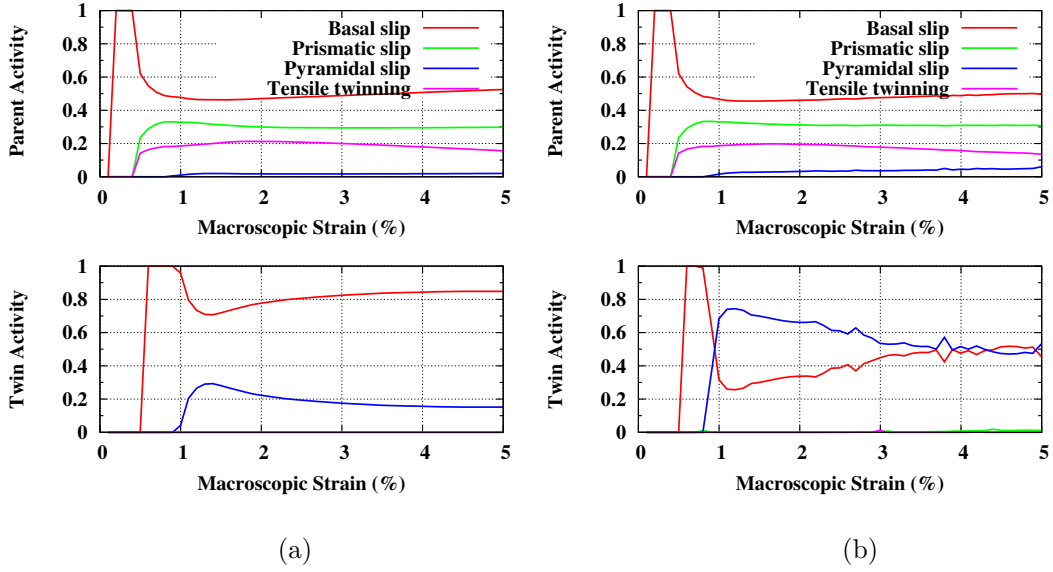 Parent Activity
1
0.8
0.6
0.4
0.2
0
Basal slip
Prismatic slip
Pyramidal slip
Tensile twinning
0 1 2 3 4 5
Macroscopic Strain (%)
Parent Activity
1
0.8
0.6
0.4
0.2
0
Basal slip
Prismatic slip
Pyramidal slip
Tensile twinning
0 1 2 3 4 5
Macroscopic Strain (%)
Twin Activity
1
0.8
0.6
0.4
0.2
0
0 1 2 3 4 5
Macroscopic Strain (%)
Twin Activity
1
0.8
0.6
0.4
0.2
0
0 1 2 3 4 5
Macroscopic Strain (%)
(a)
(b)